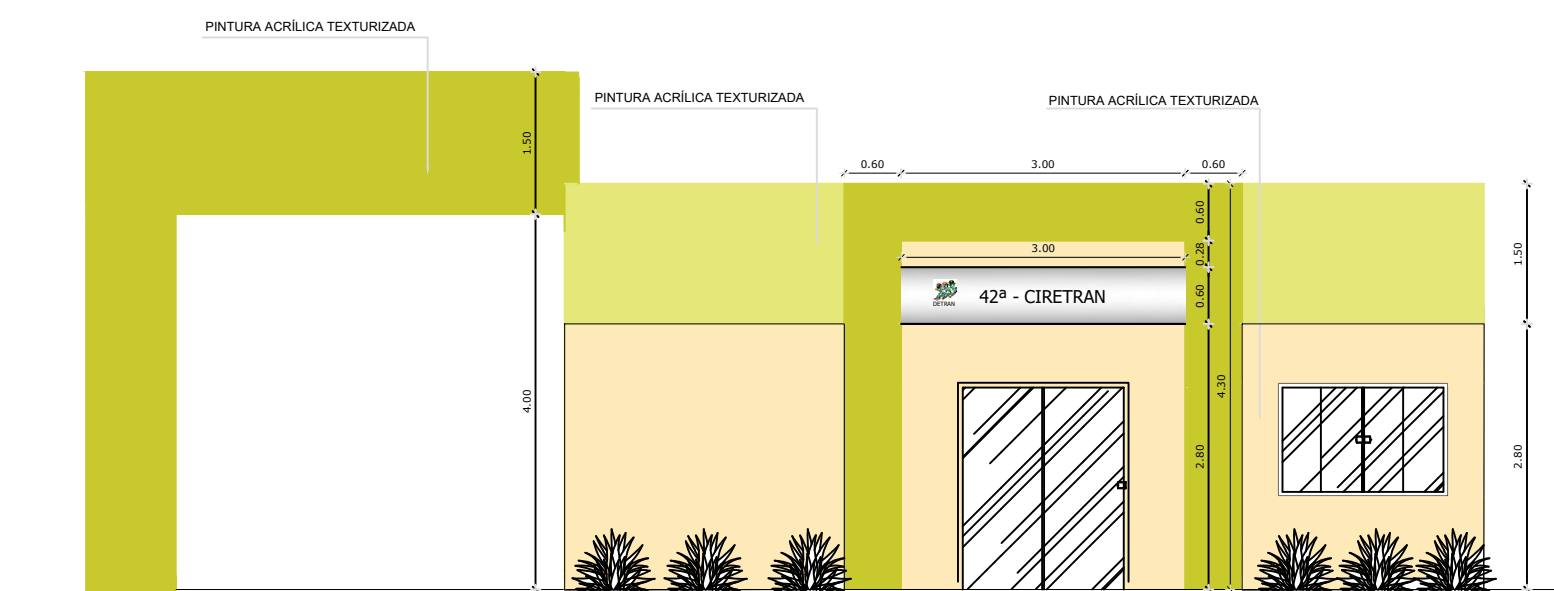 PINTURA ACRÍLICA TEXTURIZADA
PINTURA ACRÍLICA TEXTURIZADA
PINTURA ACRÍLICA TEXTURIZADA
1.50
4.00
0.60
3.00
0.60
3.00
0.60
0.28
0.60
4.30
2.80
DETRAN
42ª - CIRETRAN
1.50
2.80